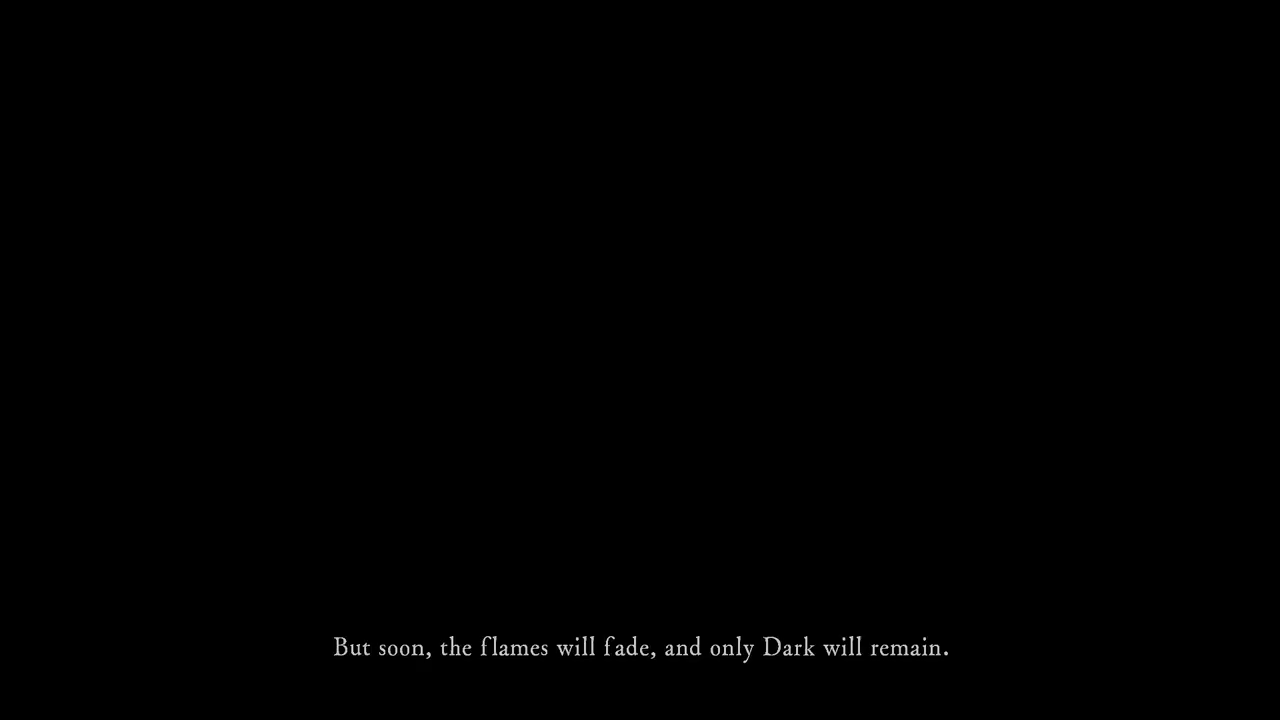 But soon, the flames will fade, and only Dark will remain.